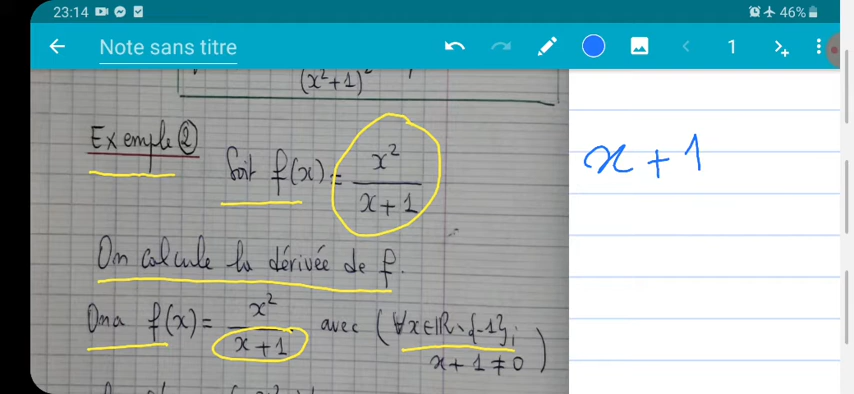 23:14
46%
Note sans titre
1
(x²+1)²
Exemple ②
Soit f(x) = x²/(x+1)
x + 1
On calcule la dérivée de f.
On a f(x) = x²/(x+1) avec (∀x∈ℝ\{-1};
x + 1 ≠ 0)